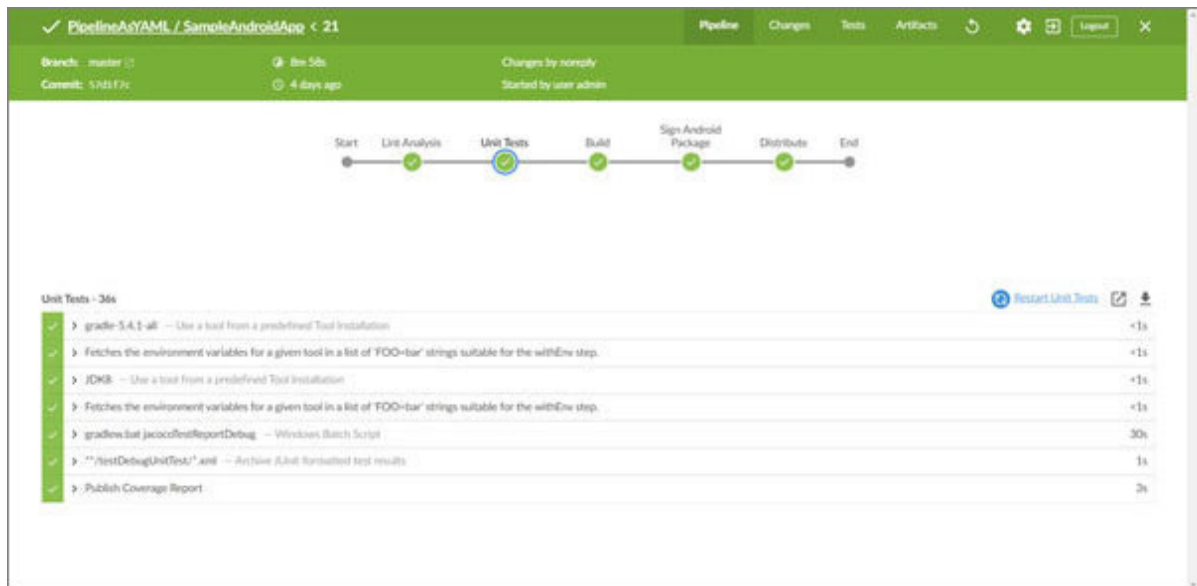 PipelineAsYAML / SampleAndroidApp < 21
Pipeline Changes Tests Artifacts Logout
Branch: master 8m 58s Changes by noreply
Commit: 57d1f7c 4 days ago Started by user admin
Start Lint Analysis Unit Tests Build Sign Android Package Distribute End
Unit Tests - 36s Restart Unit Tests
gradle-5.4.1-all — Use a tool from a predefined Tool Installation <1s
Fetches the environment variables for a given tool in a list of 'FOO=bar' strings suitable for the withEnv step. <1s
JDK8 — Use a tool from a predefined Tool Installation <1s
Fetches the environment variables for a given tool in a list of 'FOO=bar' strings suitable for the withEnv step. <1s
gradlew.bat jacocoTestReportDebug — Windows Batch Script 30s
**/testDebugUnitTest/*.xml — Archive JUnit-formatted test results 1s
Publish Coverage Report 3s